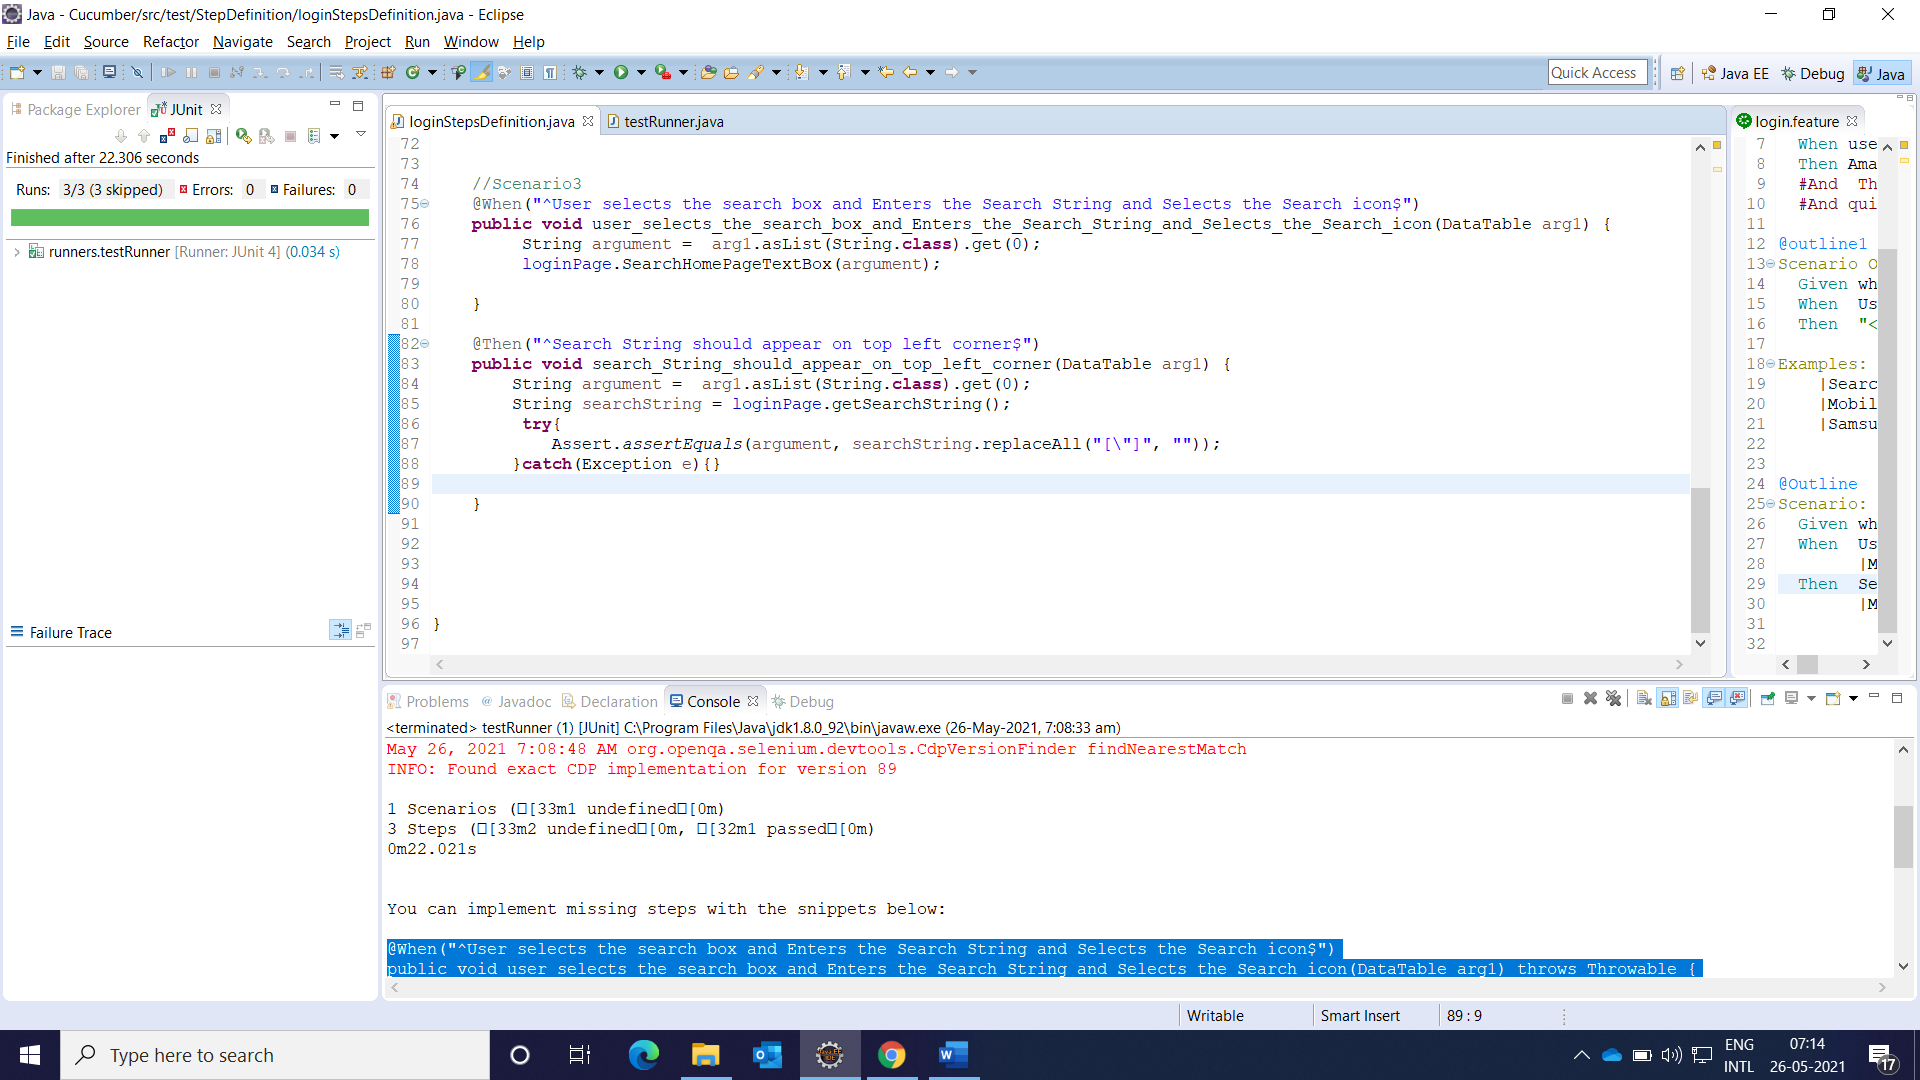 Java - Cucumber/src/test/StepDefinition/loginStepsDefinition.java - Eclipse
File Edit Source Refactor Navigate Search Project Run Window Help
Quick Access
Java EE
Debug
Java
Package Explorer
JUnit
Finished after 22.306 seconds
Runs: 3/3 (3 skipped) Errors: 0 Failures: 0
runners.testRunner [Runner: JUnit 4] (0.034 s)
Failure Trace
loginStepsDefinition.java
testRunner.java
72
73
74 //Scenario3
75 @When("^User selects the search box and Enters the Search String and Selects the Search icon$")
76 public void user_selects_the_search_box_and_Enters_the_Search_String_and_Selects_the_Search_icon(DataTable arg1) {
77 String argument = arg1.asList(String.class).get(0);
78 loginPage.SearchHomePageTextBox(argument);
79
80 }
81
82 @Then("^Search String should appear on top left corner$")
83 public void search_String_should_appear_on_top_left_corner(DataTable arg1) {
84 String argument = arg1.asList(String.class).get(0);
85 String searchString = loginPage.getSearchString();
86 try{
87 Assert.assertEquals(argument, searchString.replaceAll("[\"]", ""));
88 }catch(Exception e){}
89
90 }
91
92
93
94
95
96 }
97
login.feature
7 When use
8 Then Ama
9 #And Th
10 #And qui
11
12 @outline1
13 Scenario O
14 Given wh
15 When Us
16 Then "<
17
18 Examples:
19 |Searc
20 |Mobil
21 |Samsu
22
23
24 @Outline
25 Scenario:
26 Given wh
27 When Us
28 |M
29 Then Se
30 |M
31
32
Problems
@ Javadoc
Declaration
Console
Debug
<terminated> testRunner (1) [JUnit] C:\Program Files\Java\jdk1.8.0_92\bin\javaw.exe (26-May-2021, 7:08:33 am)
May 26, 2021 7:08:48 AM org.openqa.selenium.devtools.CdpVersionFinder findNearestMatch
INFO: Found exact CDP implementation for version 89
1 Scenarios (□[33m1 undefined□[0m)
3 Steps (□[33m2 undefined□[0m, □[32m1 passed□[0m)
0m22.021s
You can implement missing steps with the snippets below:
@When("^User selects the search box and Enters the Search String and Selects the Search icon$")
public void user selects the search box and Enters the Search String and Selects the Search icon(DataTable arg1) throws Throwable {
Writable
Smart Insert
89 : 9
Type here to search
ENG
INTL
07:14
26-05-2021
17